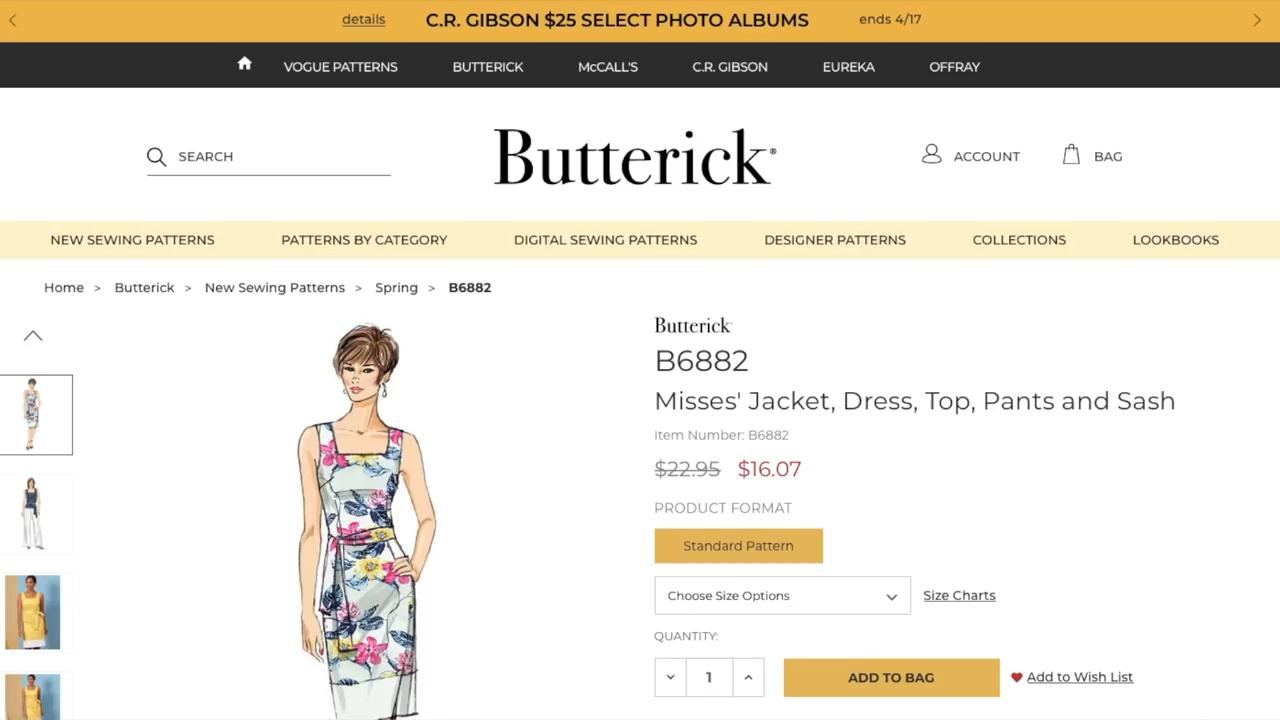 details C.R. GIBSON $25 SELECT PHOTO ALBUMS ends 4/17
VOGUE PATTERNS BUTTERICK McCALL'S C.R. GIBSON EUREKA OFFRAY
SEARCH Butterick® ACCOUNT BAG
NEW SEWING PATTERNS PATTERNS BY CATEGORY DIGITAL SEWING PATTERNS DESIGNER PATTERNS COLLECTIONS LOOKBOOKS
Home > Butterick > New Sewing Patterns > Spring > B6882
Butterick
B6882
Misses' Jacket, Dress, Top, Pants and Sash
Item Number: B6882
$22.95 $16.07
PRODUCT FORMAT
Standard Pattern
Choose Size Options Size Charts
QUANTITY:
1 ADD TO BAG Add to Wish List